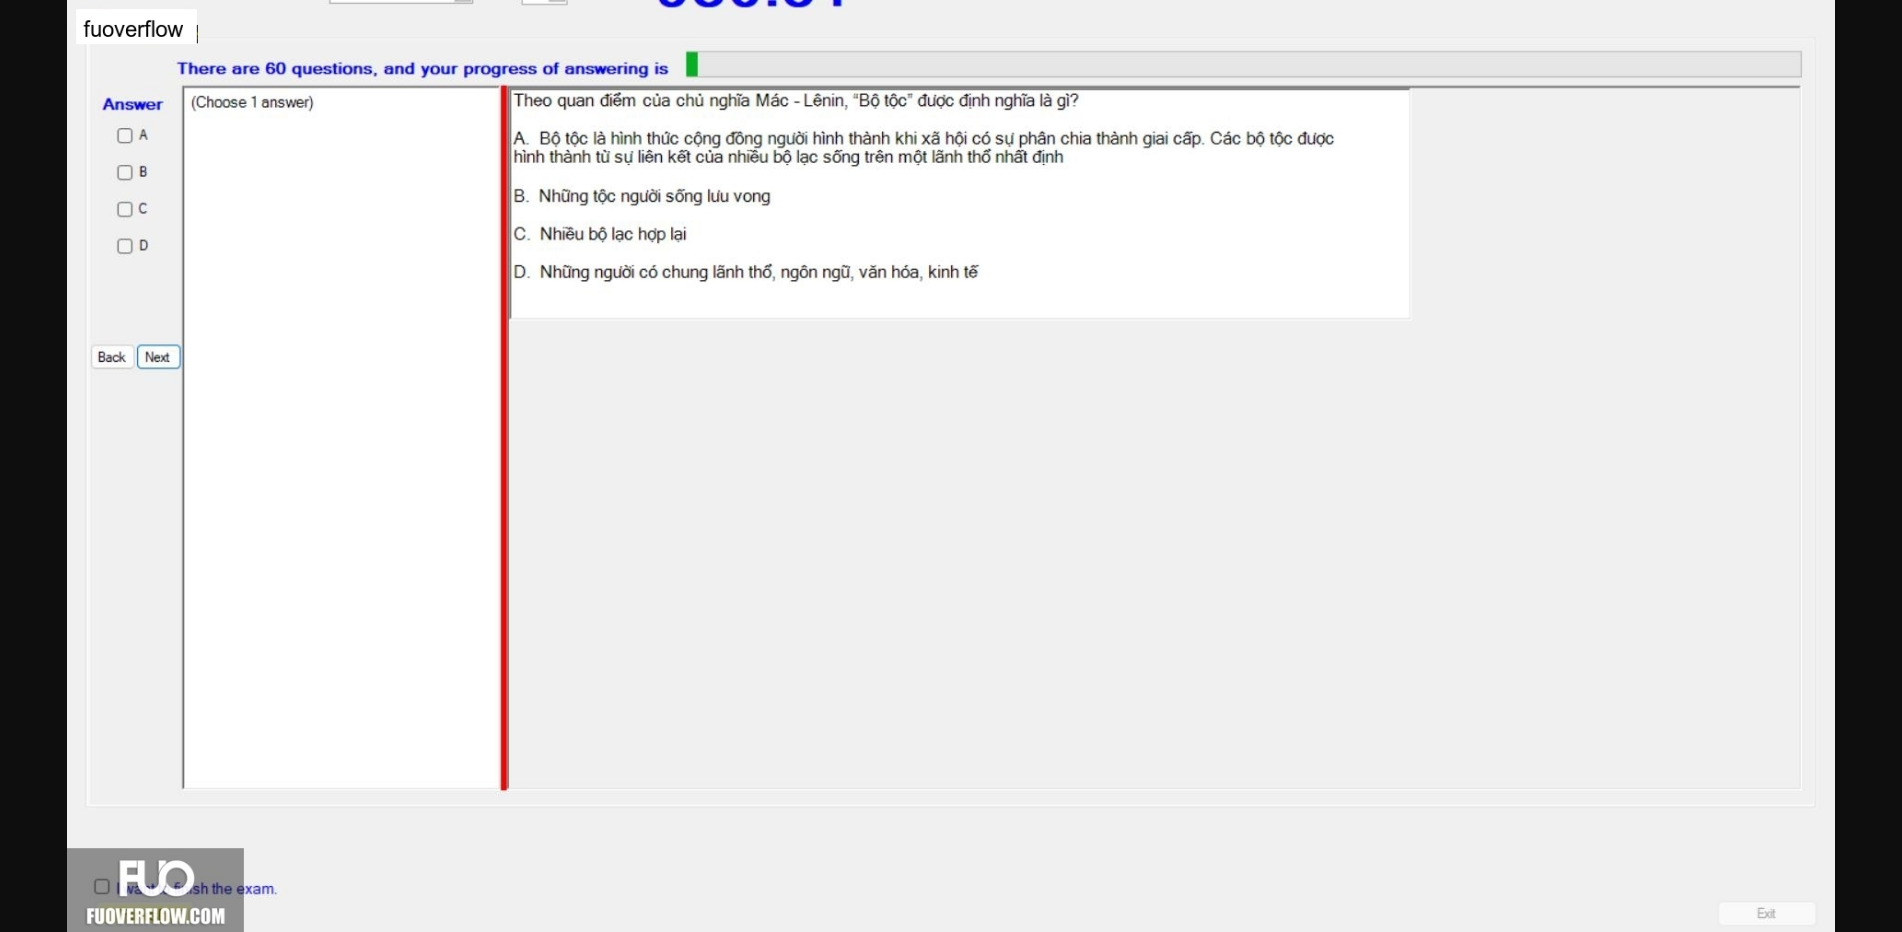 fuoverflow
There are 60 questions, and your progress of answering is
Answer
(Choose 1 answer)
A
B
C
D
Back
Next
Theo quan điểm của chủ nghĩa Mác - Lênin, “Bộ tộc” được định nghĩa là gì?
A. Bộ tộc là hình thức cộng đồng người hình thành khi xã hội có sự phân chia thành giai cấp. Các bộ tộc được
hình thành từ sự liên kết của nhiều bộ lạc sống trên một lãnh thổ nhất định
B. Những tộc người sống lưu vong
C. Nhiều bộ lạc hợp lại
D. Những người có chung lãnh thổ, ngôn ngữ, văn hóa, kinh tế
FUO
the exam.
FUOVERFLOW.COM
Exit